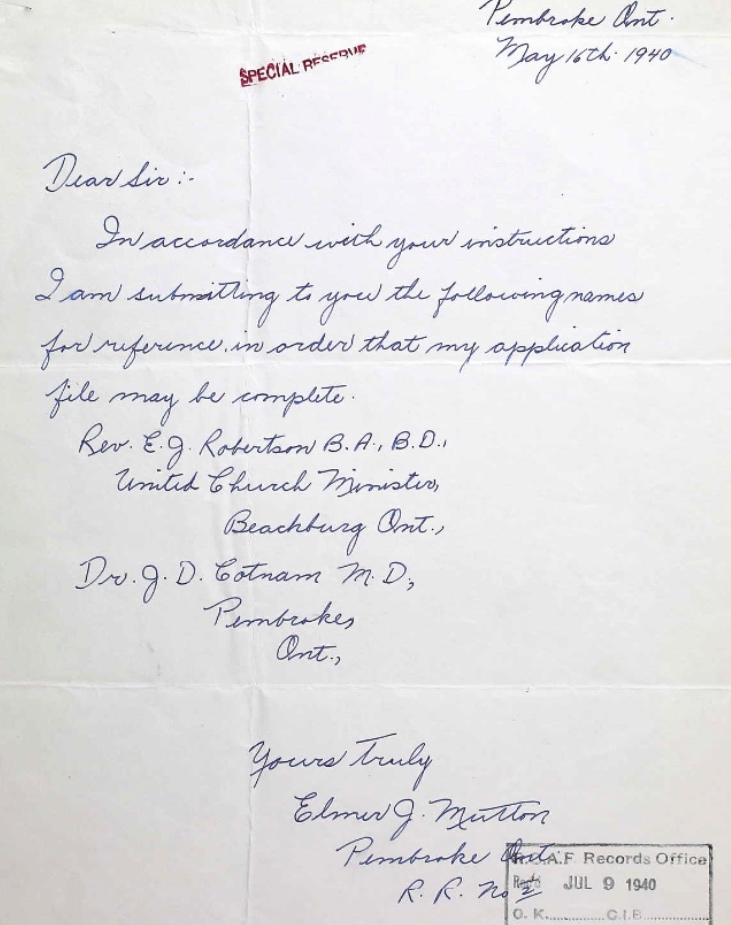 Pembroke Ont.
May 16th. 1940
SPECIAL RESERVE
Dear Sir:-
In accordance with your instructions
I am submitting to you the following names
for reference, in order that my application
file may be complete.
Rev. E.J. Robertson B.A., B.D.,
United Church Minister,
Beachburg Ont.,
Dr. J. D. Cotnam M.D.,
Pembroke,
Ont.,
Yours Truly
Elmer J. Mutton
Pembroke Ont.
R. R. No 2
R.C.A.F Records Office
Rec'd JUL 9 1940
O. K. ............ C.I.B. ............